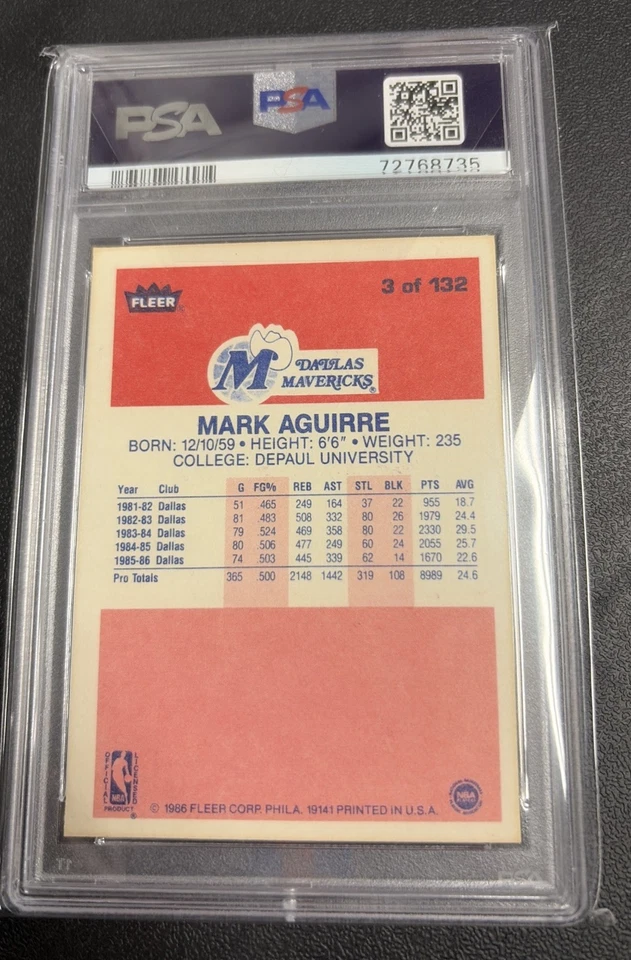 PSA PSA
72768735
FLEER
3 of 132
M DALLAS
MAVERICKS®
MARK AGUIRRE
BORN: 12/10/59 • HEIGHT: 6'6" • WEIGHT: 235
COLLEGE: DEPAUL UNIVERSITY
Year Club G FG% REB AST STL BLK PTS AVG
1981-82 Dallas 51 .465 249 164 37 22 955 18.7
1982-83 Dallas 81 .483 508 332 80 26 1979 24.4
1983-84 Dallas 79 .524 469 358 80 22 2330 29.5
1984-85 Dallas 80 .506 477 249 60 24 2055 25.7
1985-86 Dallas 74 .503 445 339 62 14 1670 22.6
Pro Totals 365 .500 2148 1442 319 108 8989 24.6
OFFICIAL LICENSED
NBA
PRODUCT ®
© 1986 FLEER CORP. PHILA. 19141 PRINTED IN U.S.A.
NBA